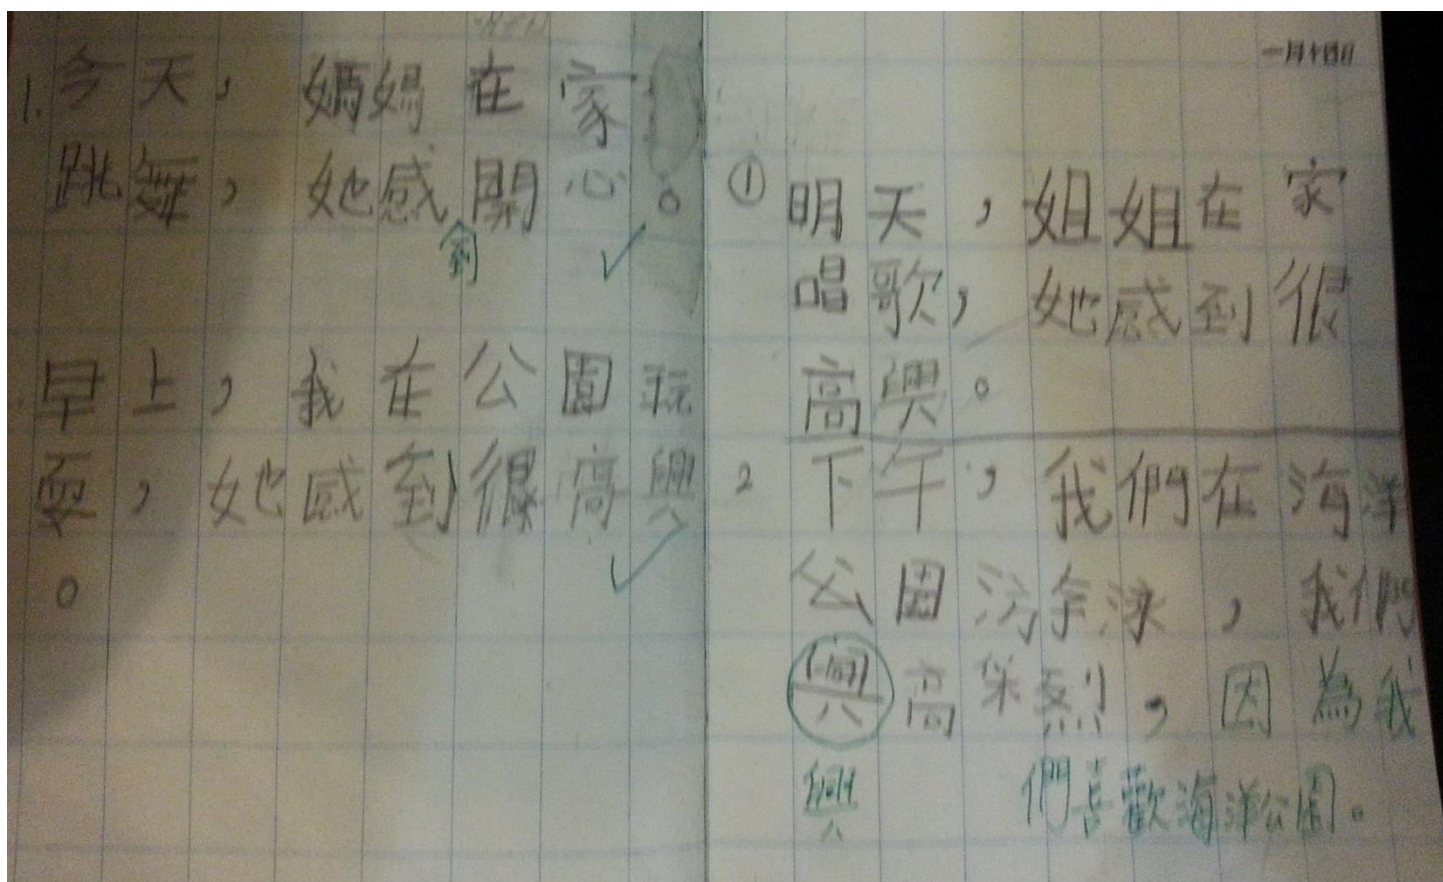 1. 今天，媽媽在家
跳舞，她感開心。
到
早上，我在公園玩
耍，她感到很高興
。
一月十四日
① 明天，姐姐在家
唱歌，她感到很
高興。
2 下午，我們在海洋
公園游泳，我們
興高采烈，因為我
興 們喜歡海洋公園。